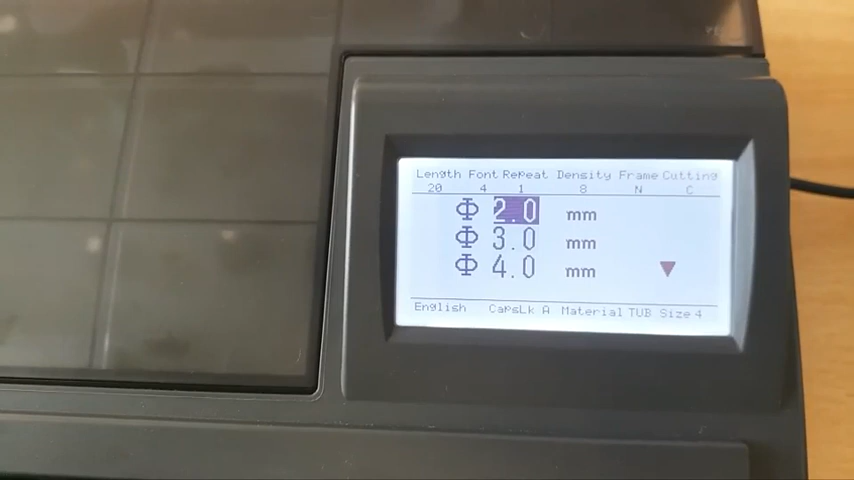 Length Font Repeat Density Frame Cutting
20 4 1 8 N C
Φ 2.0 mm
Φ 3.0 mm
Φ 4.0 mm
English CapsLk A Material TUB Size 4